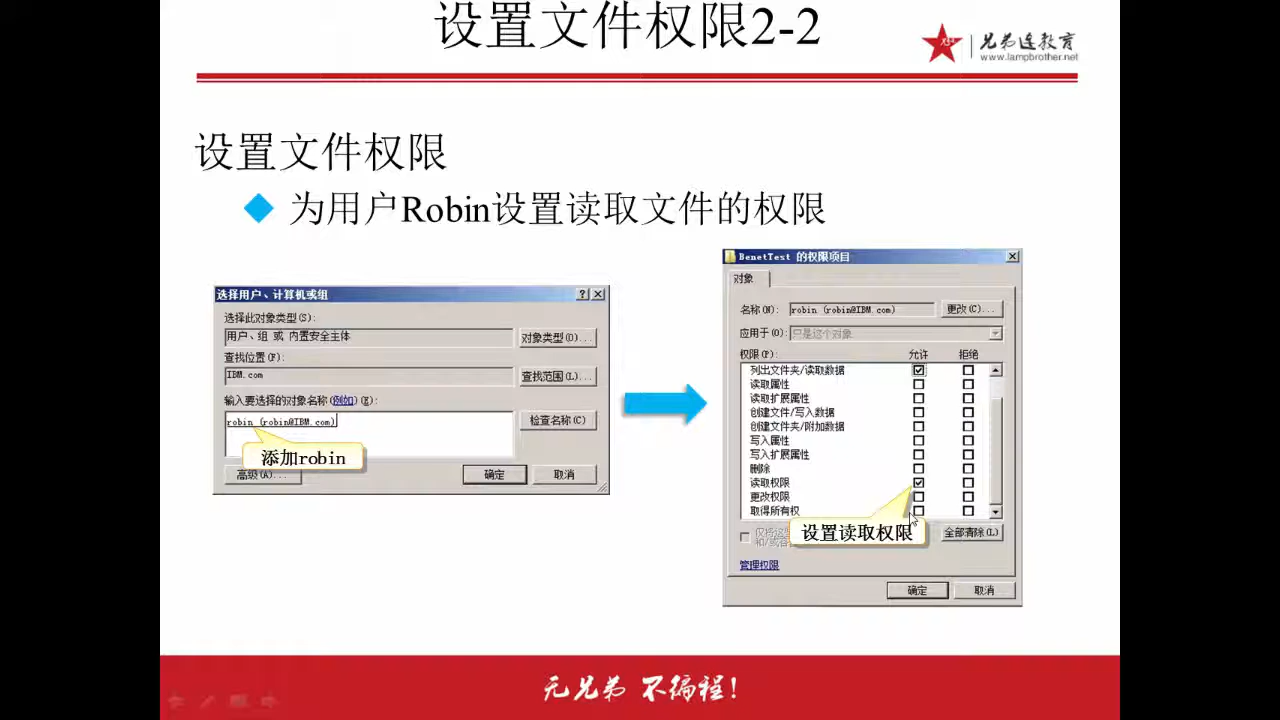 设置文件权限2-2
兄弟连教育
www.lampbrother.net
设置文件权限
为用户Robin设置读取文件的权限
选择用户、计算机或组
选择此对象类型(S):
用户、组 或 内置安全主体
对象类型(O)...
查找位置(F):
IBM.com
查找范围(L)...
输入要选择的对象名称(例如)(E):
robin (robin@IBM.com)
检查名称(C)
添加robin
高级(A)...
确定
取消
BenetTest 的权限项目
对象
名称(N):
robin (robin@IBM.com)
更改(C)...
应用于(O):
只是这个对象
权限(P):
允许
拒绝
列出文件夹/读取数据
读取属性
读取扩展属性
创建文件/写入数据
创建文件夹/附加数据
写入属性
写入扩展属性
删除
读取权限
更改权限
取得所有权
设置读取权限
全部清除(L)
管理权限
确定
取消
无兄弟 不编程!